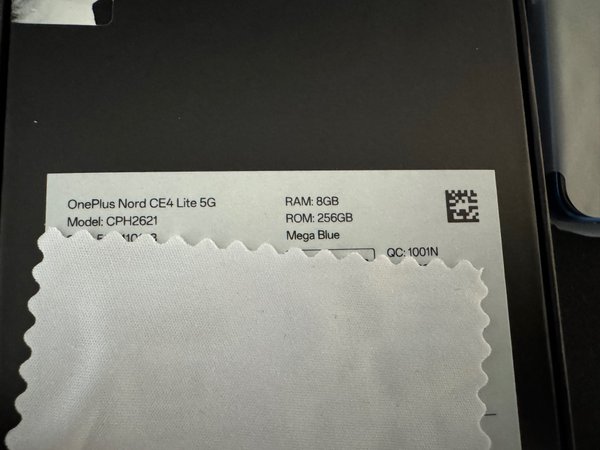 OnePlus Nord CE4 Lite 5G
Model: CPH2621
RAM: 8GB
ROM: 256GB
Mega Blue
QC: 1001N